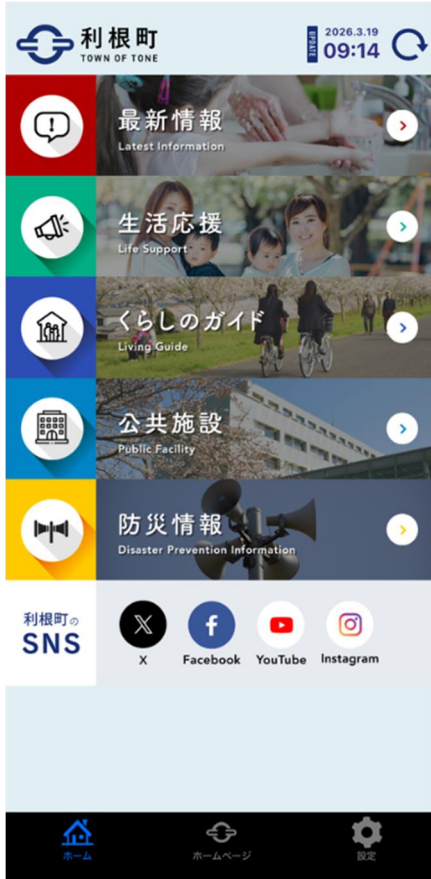 利根町
TOWN OF TONE
UPDATE
2026.3.19
09:14
最新情報
Latest Information
生活応援
Life Support
くらしのガイド
Living Guide
公共施設
Public Facility
防災情報
Disaster Prevention Information
利根町の
SNS
X
Facebook
YouTube
Instagram
ホーム
ホームページ
設定